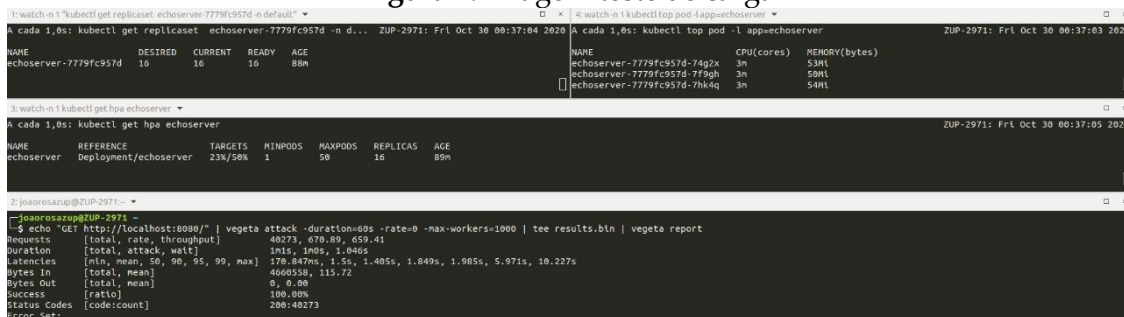 1: watch -n 1 "kubectl get replicaset echoserver-7779fc957d -n default"
A cada 1,0s: kubectl get replicaset echoserver-7779fc957d -n d... ZUP-2971: Fri Oct 30 00:37:04 2020
NAME DESIRED CURRENT READY AGE
echoserver-7779fc957d 16 16 16 88m
4: watch -n 1 kubectl top pod -l app=echoserver
A cada 1,0s: kubectl top pod -l app=echoserver ZUP-2971: Fri Oct 30 00:37:03 202
NAME CPU(cores) MEMORY(bytes)
echoserver-7779fc957d-74g2x 3m 53Mi
echoserver-7779fc957d-7f9gh 3m 50Mi
echoserver-7779fc957d-7hk4q 3m 54Mi
3: watch -n 1 kubectl get hpa echoserver
A cada 1,0s: kubectl get hpa echoserver ZUP-2971: Fri Oct 30 00:37:05 202
NAME REFERENCE TARGETS MINPODS MAXPODS REPLICAS AGE
echoserver Deployment/echoserver 23%/50% 1 50 16 89m
2: joaorosazup@ZUP-2971:~
joaorosazup@ZUP-2971 ~
$ echo "GET http://localhost:8080/" | vegeta attack -duration=60s -rate=0 -max-workers=1000 | tee results.bin | vegeta report
Requests [total, rate, throughput] 40273, 670.89, 659.41
Duration [total, attack, wait] 1m1s, 1m0s, 1.046s
Latencies [min, mean, 50, 90, 95, 99, max] 170.847ms, 1.5s, 1.405s, 1.849s, 1.985s, 5.971s, 10.227s
Bytes In [total, mean] 4660558, 115.72
Bytes Out [total, mean] 0, 0.00
Success [ratio] 100.00%
Status Codes [code:count] 200:40273
Error Set: